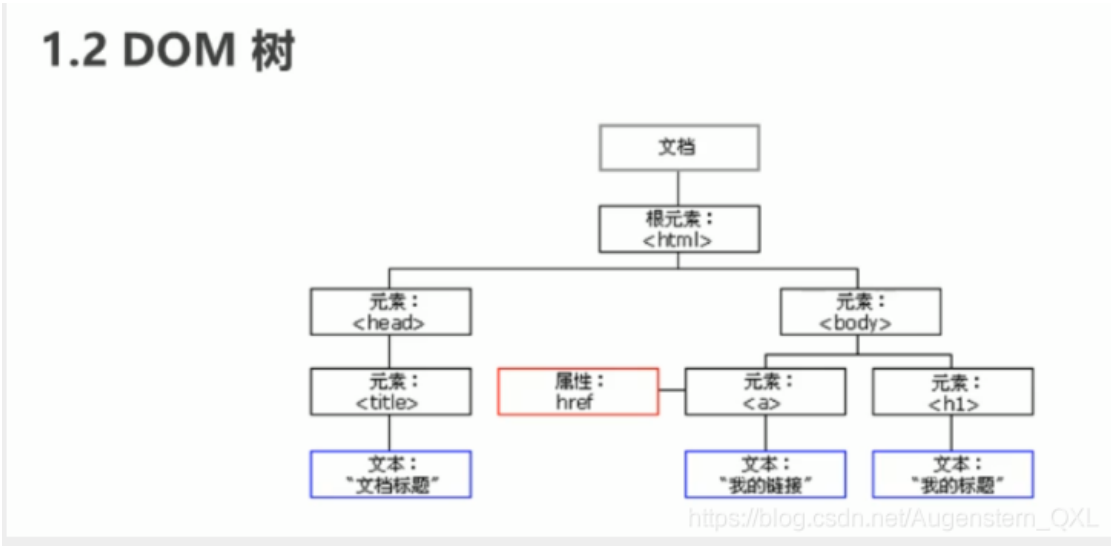 1.2 DOM 树
文档
根元素：
<html>
元素：
<head>
元素：
<body>
元素：
<title>
属性：
href
元素：
<a>
元素：
<h1>
文本：
“文档标题”
文本：
“我的链接”
文本：
“我的标题”
https://blog.csdn.net/Augenstern_QXL